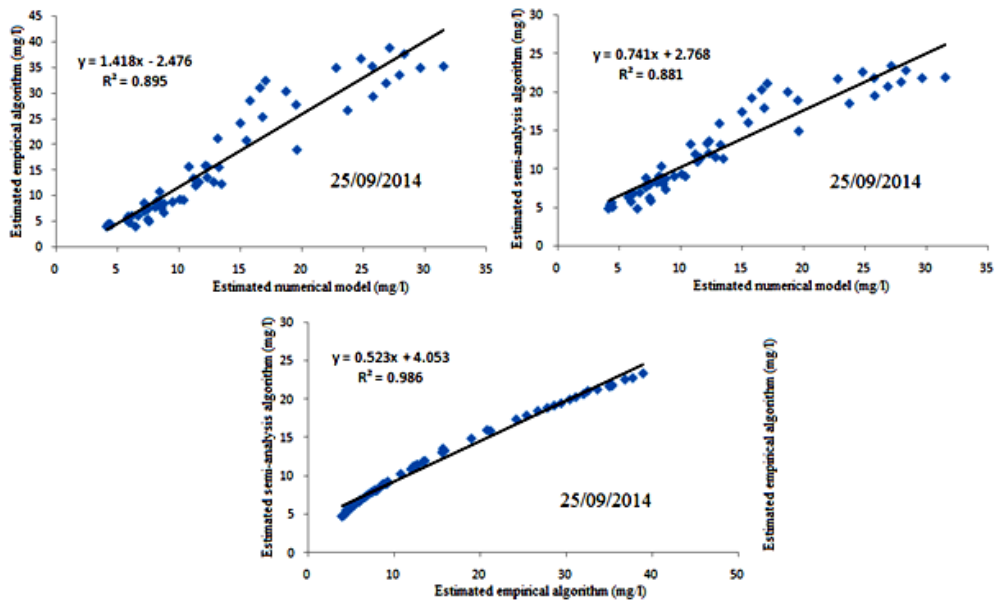 Estimated empirical algorithm (mg/l)
45
40
35
30
25
20
15
10
5
0
y = 1.418x - 2.476
R² = 0.895
25/09/2014
0 5 10 15 20 25 30 35
Estimated numerical model (mg/l)
Estimated semi-analysis algorithm (mg/l)
30
25
20
15
10
5
0
y = 0.741x + 2.768
R² = 0.881
25/09/2014
0 5 10 15 20 25 30 35
Estimated numerical model (mg/l)
Estimated semi-analysis algorithm (mg/l)
30
25
20
15
10
5
0
y = 0.523x + 4.053
R² = 0.986
25/09/2014
0 10 20 30 40 50
Estimated empirical algorithm (mg/l)
Estimated empirical algorithm (mg/l)